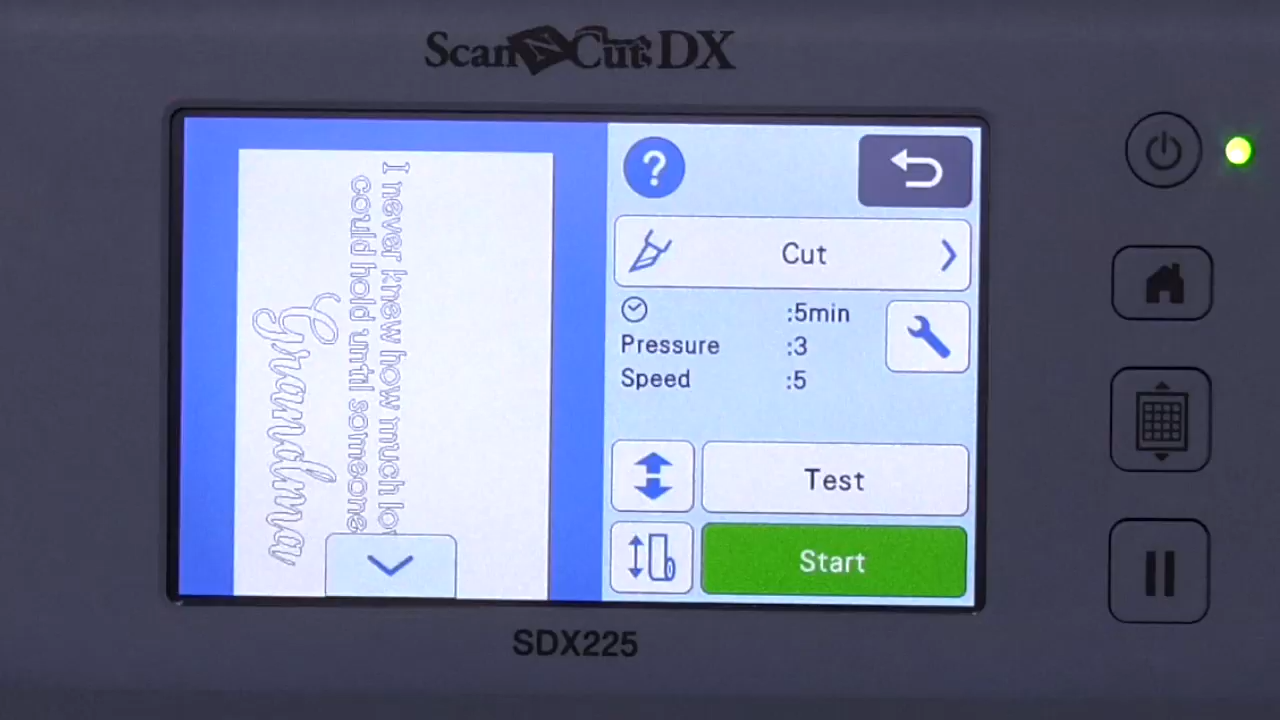 ScanNCut DX
?
Cut
:5min
Pressure :3
Speed :5
Test
Start
I never knew how much lo
could hold until someone
Grandma
SDX225